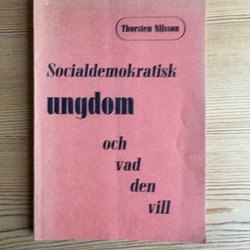 Thorsten Nilsson
Socialdemokratisk
ungdom
och
vad
den
vill